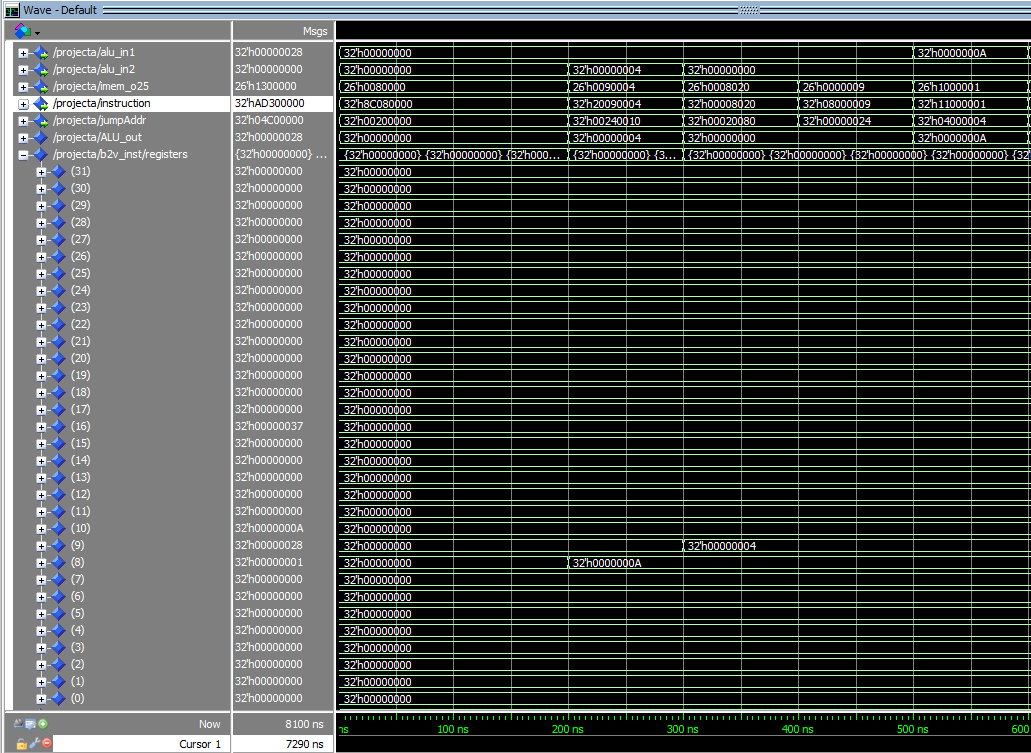 Wave - Default
Msgs
/projecta/alu_in1 32'h00000028 32'h00000000 32'h0000000A
/projecta/alu_in2 32'h00000000 32'h00000000 32'h00000004 32'h00000000
/projecta/imem_o25 26'h1300000 26'h0080000 26'h0090004 26'h0008020 26'h0000009 26'h1000001
/projecta/instruction 32'hAD300000 32'h8C080000 32'h20090004 32'h00008020 32'h08000009 32'h11000001
/projecta/jumpAddr 32'h04C00000 32'h00200000 32'h00240010 32'h00020080 32'h00000024 32'h04000004
/projecta/ALU_out 32'h00000028 32'h00000000 32'h00000004 32'h00000000 32'h0000000A
/projecta/b2v_inst/registers {32'h00000000} ... {32'h00000000} {32'h00000000} {32'h000... {32'h00000000} {3... {32'h00000000} {32'h00000000} {32'h00000000} {32'h00000000} {32'
(31) 32'h00000000 32'h00000000
(30) 32'h00000000 32'h00000000
(29) 32'h00000000 32'h00000000
(28) 32'h00000000 32'h00000000
(27) 32'h00000000 32'h00000000
(26) 32'h00000000 32'h00000000
(25) 32'h00000000 32'h00000000
(24) 32'h00000000 32'h00000000
(23) 32'h00000000 32'h00000000
(22) 32'h00000000 32'h00000000
(21) 32'h00000000 32'h00000000
(20) 32'h00000000 32'h00000000
(19) 32'h00000000 32'h00000000
(18) 32'h00000000 32'h00000000
(17) 32'h00000000 32'h00000000
(16) 32'h00000037 32'h00000000
(15) 32'h00000000 32'h00000000
(14) 32'h00000000 32'h00000000
(13) 32'h00000000 32'h00000000
(12) 32'h00000000 32'h00000000
(11) 32'h00000000 32'h00000000
(10) 32'h0000000A 32'h00000000
(9) 32'h00000028 32'h00000000 32'h00000004
(8) 32'h00000001 32'h00000000 32'h0000000A
(7) 32'h00000000 32'h00000000
(6) 32'h00000000 32'h00000000
(5) 32'h00000000 32'h00000000
(4) 32'h00000000 32'h00000000
(3) 32'h00000000 32'h00000000
(2) 32'h00000000 32'h00000000
(1) 32'h00000000 32'h00000000
(0) 32'h00000000 32'h00000000
Now 8100 ns ns 100 ns 200 ns 300 ns 400 ns 500 ns 600
Cursor 1 7290 ns